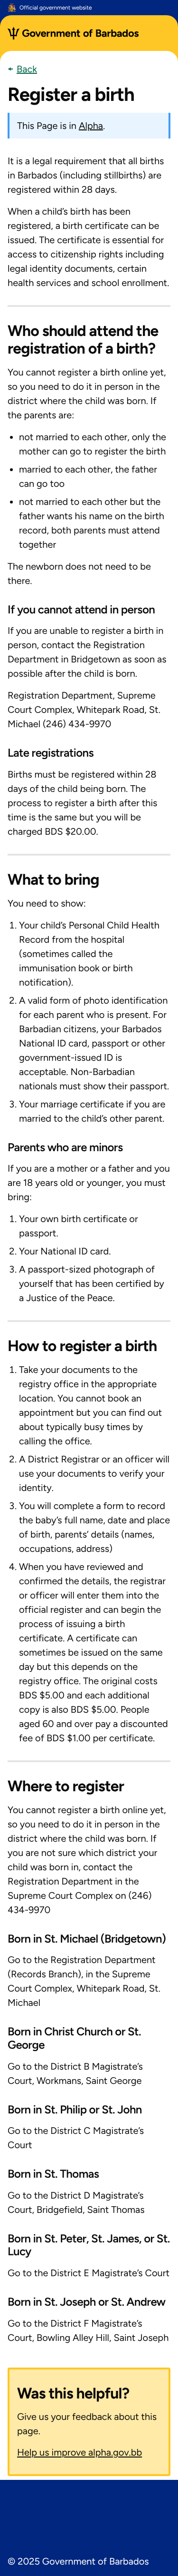 Official government website
Government of Barbados
Back
Register a birth
This Page is in Alpha.
It is a legal requirement that all births
in Barbados (including stillbirths) are
registered within 28 days.
When a child’s birth has been
registered, a birth certificate can be
issued. The certificate is essential for
access to citizenship rights including
legal identity documents, certain
health services and school enrollment.
Who should attend the
registration of a birth?
You cannot register a birth online yet,
so you need to do it in person in the
district where the child was born. If
the parents are:
• not married to each other, only the
mother can go to register the birth
• married to each other, the father
can go too
• not married to each other but the
father wants his name on the birth
record, both parents must attend
together
The newborn does not need to be
there.
If you cannot attend in person
If you are unable to register a birth in
person, contact the Registration
Department in Bridgetown as soon as
possible after the child is born.
Registration Department, Supreme
Court Complex, Whitepark Road, St.
Michael (246) 434-9970
Late registrations
Births must be registered within 28
days of the child being born. The
process to register a birth after this
time is the same but you will be
charged BDS $20.00.
What to bring
You need to show:
1. Your child’s Personal Child Health
Record from the hospital
(sometimes called the
immunisation book or birth
notification).
2. A valid form of photo identification
for each parent who is present. For
Barbadian citizens, your Barbados
National ID card, passport or other
government-issued ID is
acceptable. Non-Barbadian
nationals must show their passport.
3. Your marriage certificate if you are
married to the child’s other parent.
Parents who are minors
If you are a mother or a father and you
are 18 years old or younger, you must
bring:
1. Your own birth certificate or
passport.
2. Your National ID card.
3. A passport-sized photograph of
yourself that has been certified by
a Justice of the Peace.
How to register a birth
1. Take your documents to the
registry office in the appropriate
location. You cannot book an
appointment but you can find out
about typically busy times by
calling the office.
2. A District Registrar or an officer will
use your documents to verify your
identity.
3. You will complete a form to record
the baby’s full name, date and place
of birth, parents’ details (names,
occupations, address)
4. When you have reviewed and
confirmed the details, the registrar
or officer will enter them into the
official register and can begin the
process of issuing a birth
certificate. A certificate can
sometimes be issued on the same
day but this depends on the
registry office. The original costs
BDS $5.00 and each additional
copy is also BDS $5.00. People
aged 60 and over pay a discounted
fee of BDS $1.00 per certificate.
Where to register
You cannot register a birth online yet,
so you need to do it in person in the
district where the child was born. If
you are not sure which district your
child was born in, contact the
Registration Department in the
Supreme Court Complex on (246)
434-9970
Born in St. Michael (Bridgetown)
Go to the Registration Department
(Records Branch), in the Supreme
Court Complex, Whitepark Road, St.
Michael
Born in Christ Church or St.
George
Go to the District B Magistrate’s
Court, Workmans, Saint George
Born in St. Philip or St. John
Go to the District C Magistrate’s
Court
Born in St. Thomas
Go to the District D Magistrate’s
Court, Bridgefield, Saint Thomas
Born in St. Peter, St. James, or St.
Lucy
Go to the District E Magistrate’s Court
Born in St. Joseph or St. Andrew
Go to the District F Magistrate’s
Court, Bowling Alley Hill, Saint Joseph
Was this helpful?
Give us your feedback about this
page.
Help us improve alpha.gov.bb
© 2025 Government of Barbados